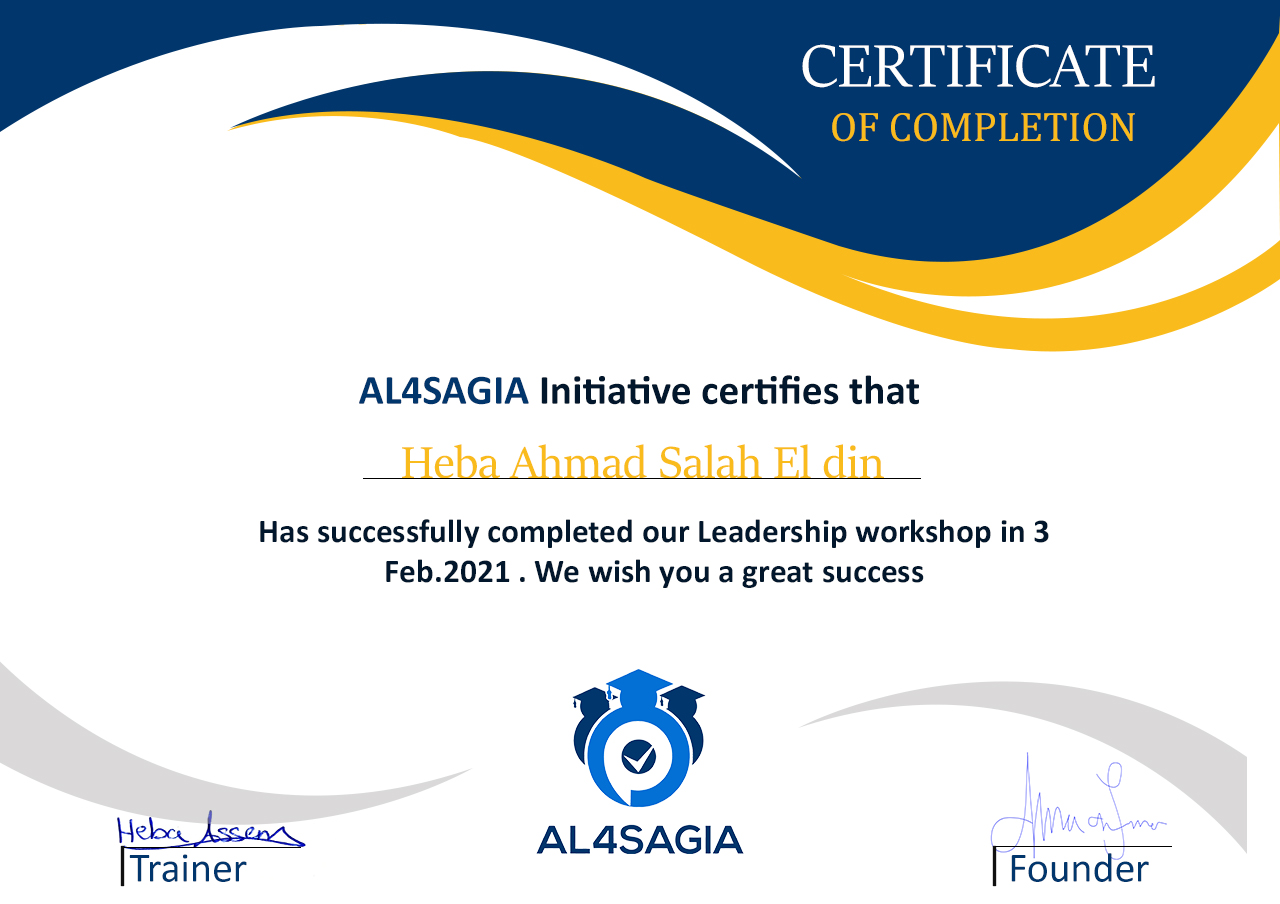 CERTIFICATE
OF COMPLETION
AL4SAGIA Initiative certifies that
Heba Ahmad Salah El din
Has successfully completed our Leadership workshop in 3
Feb.2021 . We wish you a great success
AL4SAGIA
Heba Assem
Trainer
Founder